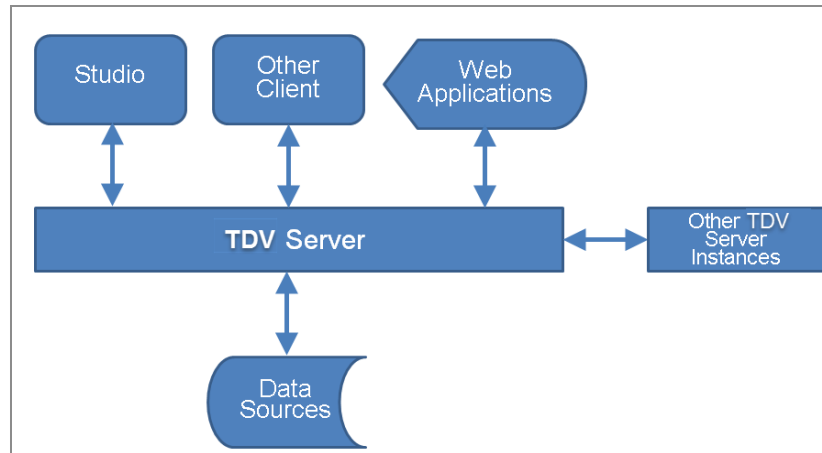 Studio
Other
Client
Web
Applications
TDV Server
Other TDV
Server
Instances
Data
Sources